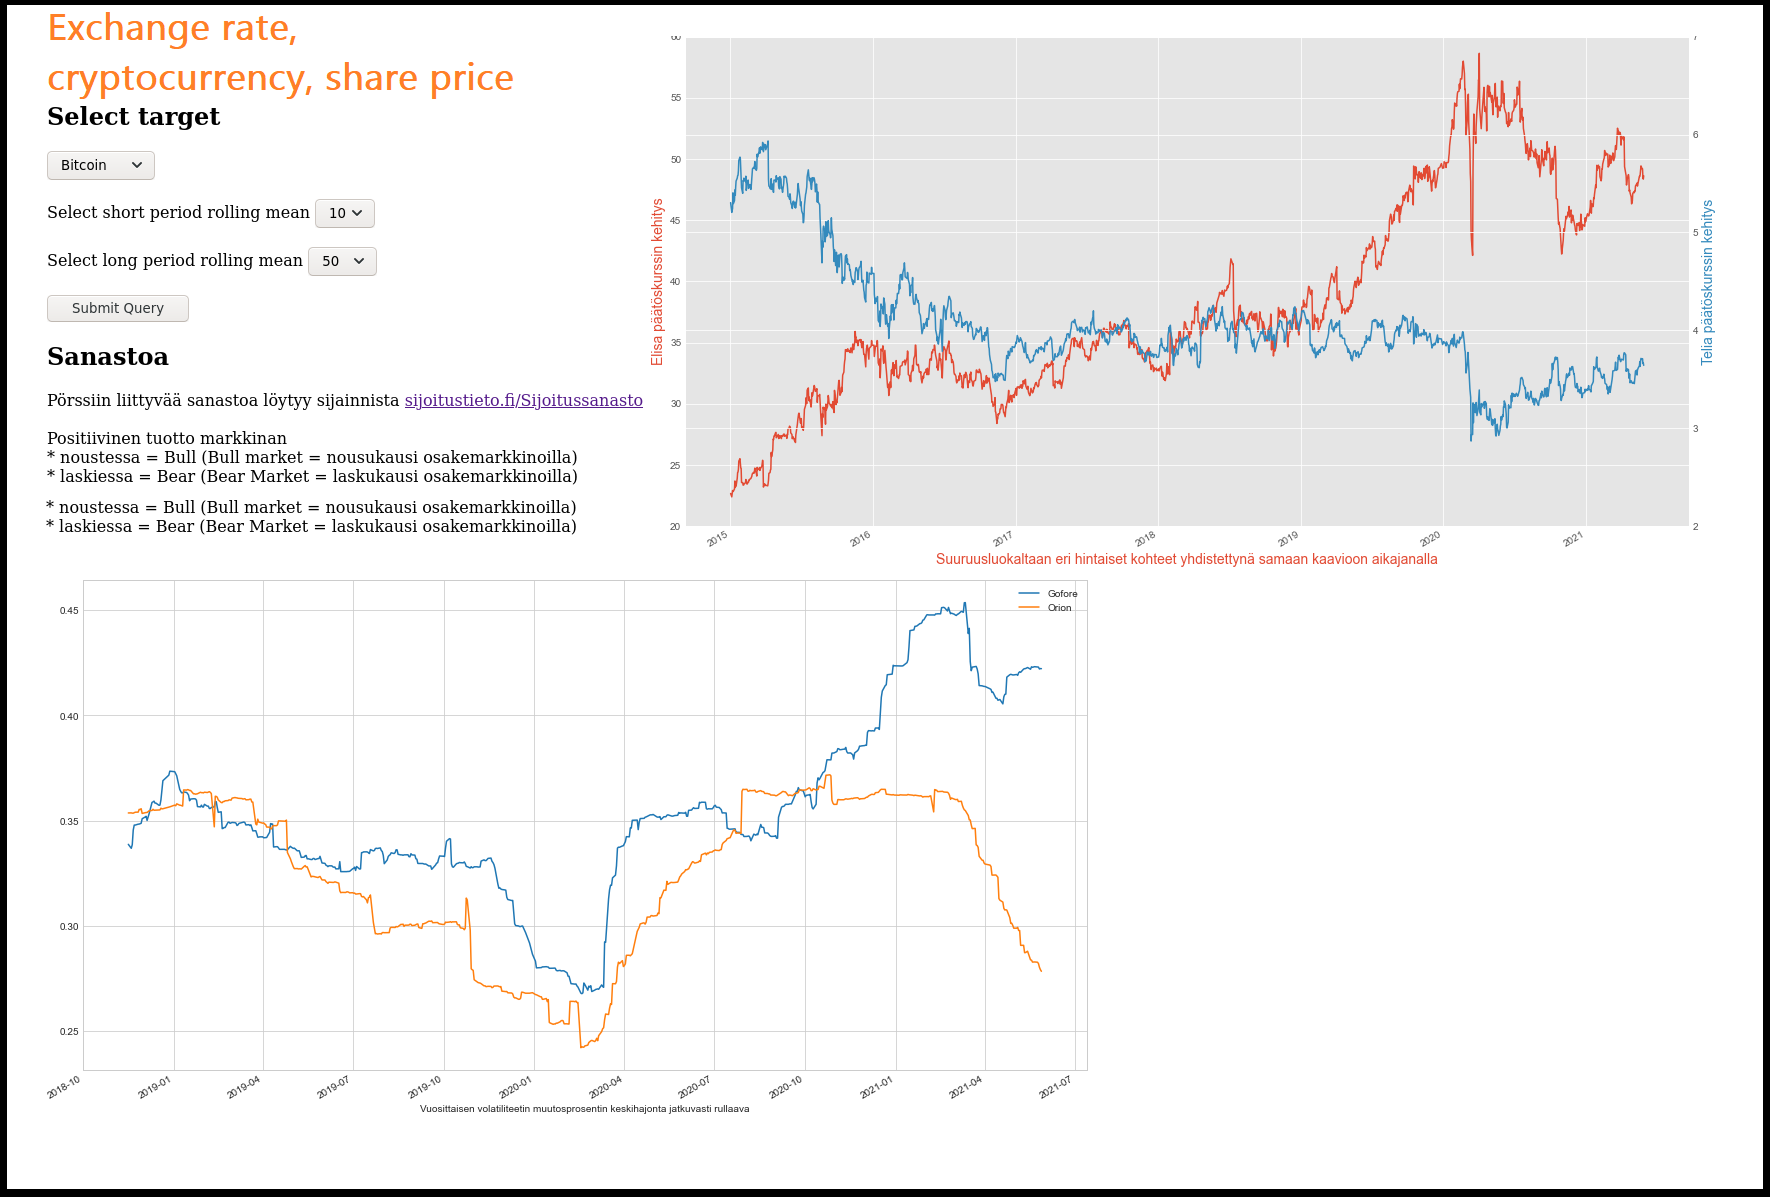 Exchange rate,
cryptocurrency, share price
Select target
Bitcoin
Select short period rolling mean 10
Select long period rolling mean 50
Submit Query
Sanastoa
Pörssiin liittyvää sanastoa löytyy sijainnista sijoitustieto.fi/Sijoitussanasto
Positiivinen tuotto markkinan
* noustessa = Bull (Bull market = nousukausi osakemarkkinoilla)
* laskiessa = Bear (Bear Market = laskukausi osakemarkkinoilla)
* noustessa = Bull (Bull market = nousukausi osakemarkkinoilla)
* laskiessa = Bear (Bear Market = laskukausi osakemarkkinoilla)
Elisa päätöskurssin kehitys
60
55
50
45
40
35
30
25
20
7
6
5
4
3
2
Telia päätöskurssin kehitys
2015 2016 2017 2018 2019 2020 2021
Suuruusluokaltaan eri hintaiset kohteet yhdistettynä samaan kaavioon aikajanalla
Gofore
Orion
0.45
0.40
0.35
0.30
0.25
2018-10 2019-01 2019-04 2019-07 2019-10 2020-01 2020-04 2020-07 2020-10 2021-01 2021-04 2021-07
Vuosittaisen volatiliteetin muutosprosentin keskihajonta jatkuvasti rullaava